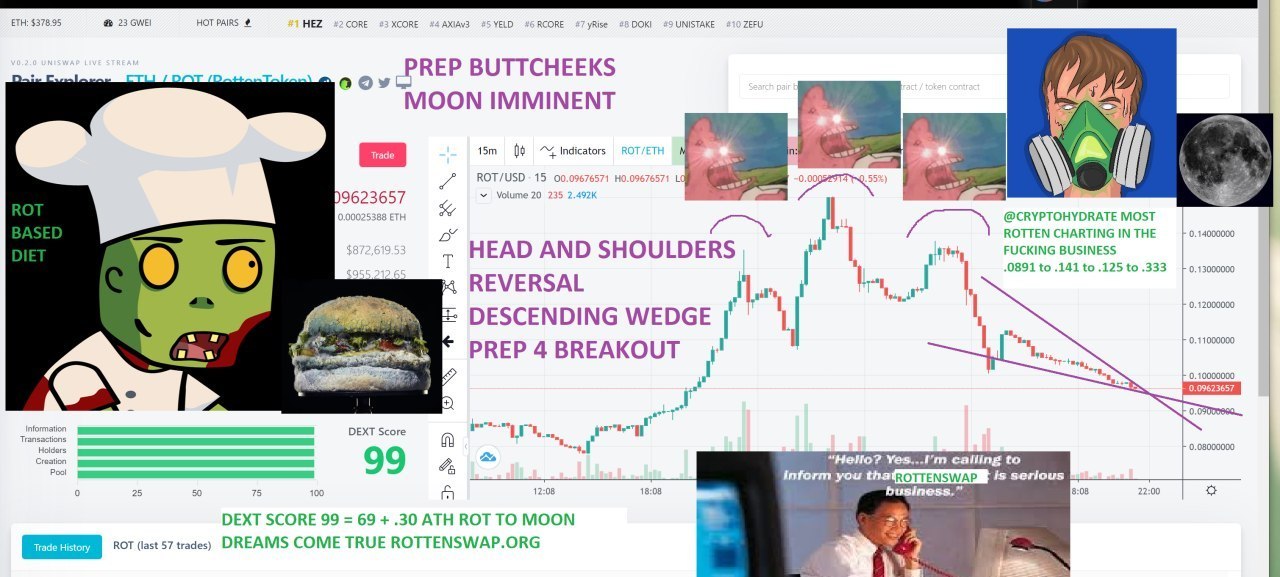 ETH: $378.95
23 GWEI
HOT PAIRS
#1 HEZ
#2 CORE
#3 XCORE
#4 AXIAv3
#5 YELD
#6 RCORE
#7 yRise
#8 DOKI
#9 UNISTAKE
#10 ZEFU
V0.2.0 UNISWAP LIVE STREAM
Pair Explorer ETH / ROT (RottenToken)
PREP BUTTCHEEKS
MOON IMMINENT
Search pair b
tract / token contract
ROT
BASED
DIET
Trade
09623657
0.00025388 ETH
$872,619.53
$955,212.65
15m
Indicators
ROT/ETH
ROT/USD · 15 O0.09676571 H0.09676571 L0
−0.00052914 (−0.55%)
Volume 20 235 2.492K
HEAD AND SHOULDERS
REVERSAL
DESCENDING WEDGE
PREP 4 BREAKOUT
@CRYPTOHYDRATE MOST
ROTTEN CHARTING IN THE
FUCKING BUSINESS
.0891 to .141 to .125 to .333
0.14000000
0.13000000
0.12000000
0.11000000
0.10000000
0.09623657
0.09000000
0.08000000
Information
Transactions
Holders
Creation
Pool
0 25 50 75 100
DEXT Score
99
12:08
18:08
8:08
22:00
"Hello? Yes...I'm calling to
inform you that ROTTENSWAP t is serious
business."
DEXT SCORE 99 = 69 + .30 ATH ROT TO MOON
DREAMS COME TRUE ROTTENSWAP.ORG
Trade History
ROT (last 57 trades)